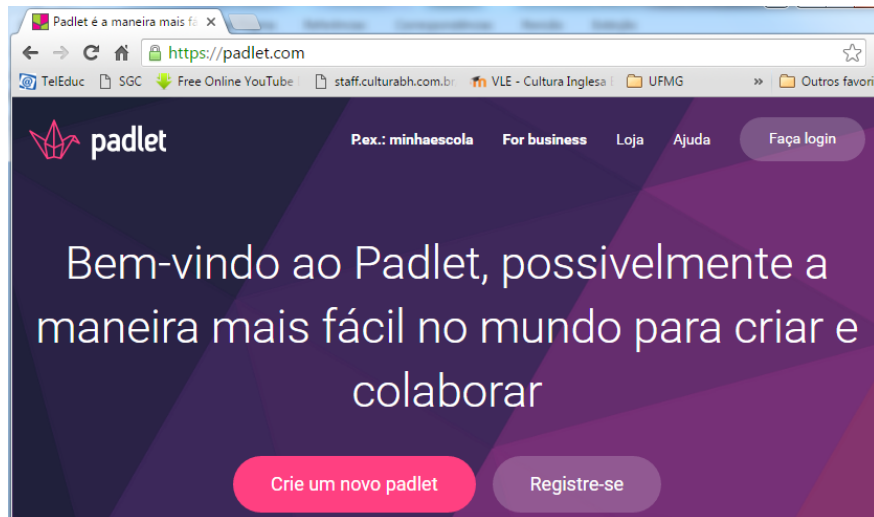 Padlet é a maneira mais fá
https://padlet.com
TelEduc SGC Free Online YouTube staff.culturabh.com.br VLE - Cultura Inglesa UFMG » Outros favori
padlet P.ex.: minhaescola For business Loja Ajuda Faça login
Bem-vindo ao Padlet, possivelmente a
maneira mais fácil no mundo para criar e
colaborar
Crie um novo padlet Registre-se